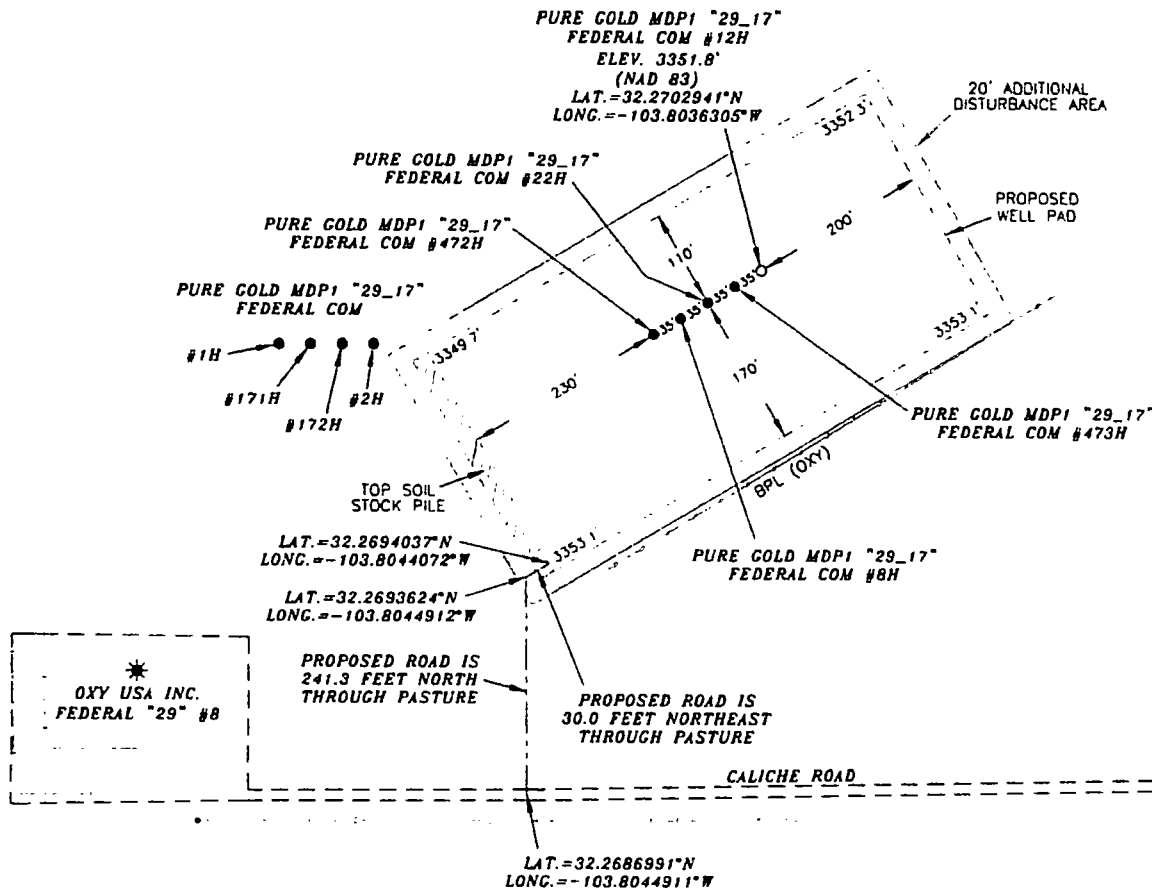 PURE GOLD MDP1 "29_17"
FEDERAL COM #12H
ELEV. 3351.8'
(NAD 83)
LAT.=32.2702941°N
LONG.=-103.8036305°W
20' ADDITIONAL
DISTURBANCE AREA
3352 3'
PURE GOLD MDP1 "29_17"
FEDERAL COM #22H
PROPOSED
WELL PAD
PURE GOLD MDP1 "29_17"
FEDERAL COM #472H
200'
110'
35' 35' 35' 35'
PURE GOLD MDP1 "29_17"
FEDERAL COM
#1H
#171H
#172H
#2H
3349 7'
3353 1'
230'
170'
PURE GOLD MDP1 "29_17"
FEDERAL COM #473H
BPL (OXY)
TOP SOIL
STOCK PILE
LAT.=32.2694037°N
LONG.=-103.8044072°W
3353 1'
PURE GOLD MDP1 "29_17"
FEDERAL COM #8H
LAT.=32.2693624°N
LONG.=-103.8044912°W
OXY USA INC.
FEDERAL "29" #8
PROPOSED ROAD IS
241.3 FEET NORTH
THROUGH PASTURE
PROPOSED ROAD IS
30.0 FEET NORTHEAST
THROUGH PASTURE
CALICHE ROAD
LAT.=32.2686991°N
LONG.=-103.8044911°W